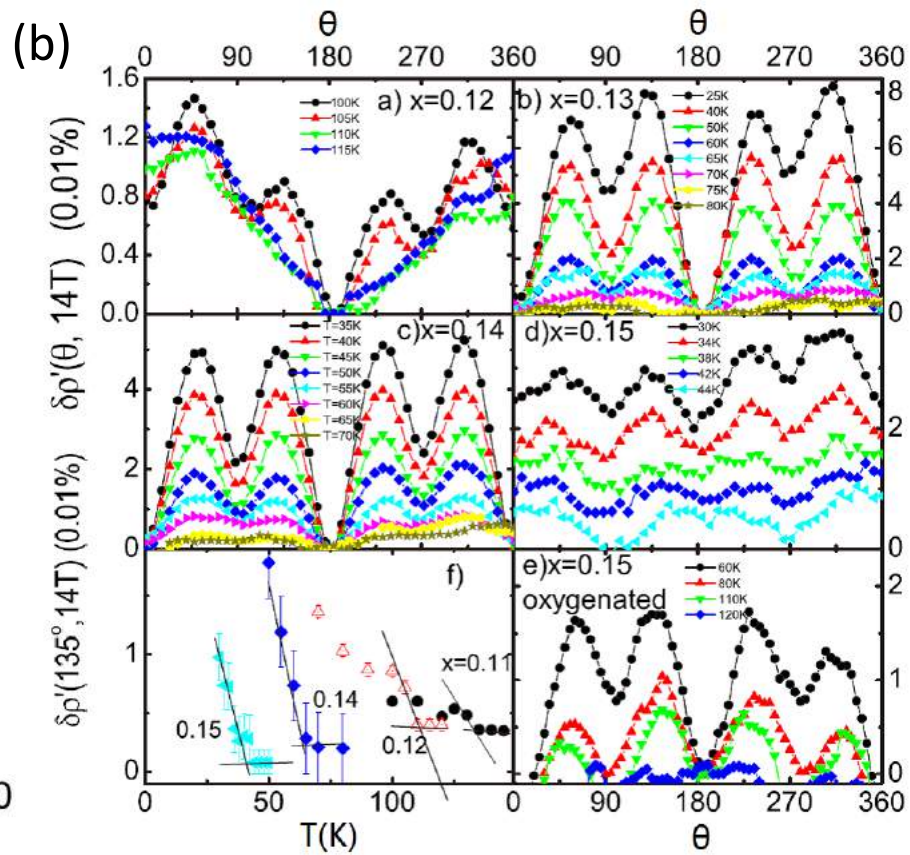 (b)
θ
θ
0 90 180 270 360
0 90 180 270 360
1.6
1.2
0.8
0.4
0.0
a) x=0.12
100K
105K
110K
115K
b) x=0.13
25K
40K
50K
60K
65K
70K
75K
80K
8
6
4
2
0
δρ'(θ, 14T) (0.01%)
c)x=0.14
T=35K
T=40K
T=45K
T=50K
T=55K
T=60K
T=65K
T=70K
4
2
0
d)x=0.15
30K
34K
38K
42K
44K
2
0
δρ'(135°,14T) (0.01%)
f)
0.15
0.14
0.12
x=0.11
1
0
e)x=0.15
oxygenated
60K
80K
110K
120K
2
1
0
0
0 50 100
0 90 180 270 360
T(K)
θ